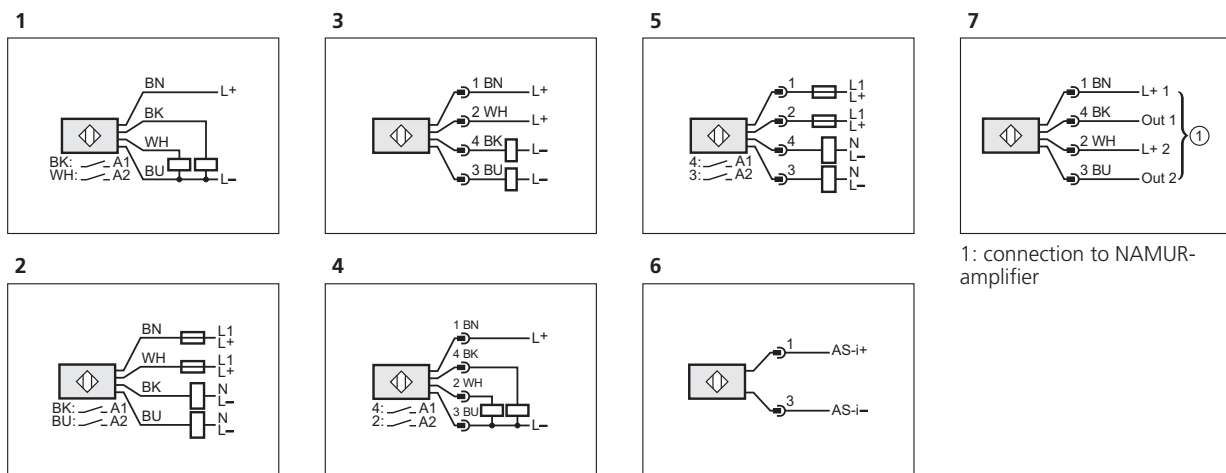 1
BN
L+
BK
WH
BK: A1
WH: A2
BU
L–
3
1 BN
L+
2 WH
L+
4 BK
L–
3 BU
L–
5
1
L1
L+
2
L1
L+
4
N
L–
4: A1
3: A2
3
N
L–
7
1 BN
L+ 1
4 BK
Out 1
1
2 WH
L+ 2
3 BU
Out 2
1: connection to NAMUR-
amplifier
2
BN
L1
L+
WH
L1
L+
BK
N
L–
BK: A1
BU: A2
BU
N
L–
4
1 BN
L+
4 BK
2 WH
4: A1
2: A2
3 BU
L–
6
1
AS-i+
3
AS-i–